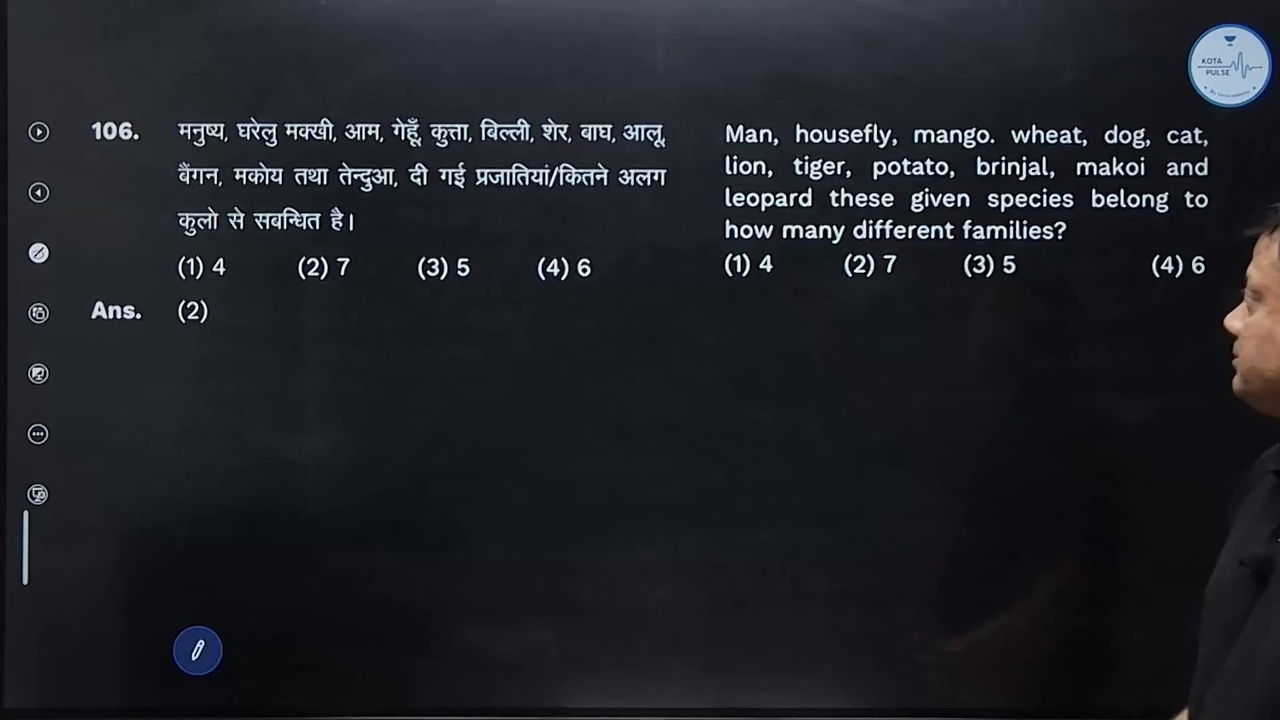 KOTA
PULSE
By Unacademy
106. मनुष्य, घरेलु मक्खी, आम, गेहूँ, कुत्ता, बिल्ली, शेर, बाघ, आलू,
बैंगन, मकोय तथा तेन्दुआ, दी गई प्रजातियां/कितने अलग
कुलो से सबन्धित है।
(1) 4 (2) 7 (3) 5 (4) 6
Ans. (2)
Man, housefly, mango. wheat, dog, cat,
lion, tiger, potato, brinjal, makoi and
leopard these given species belong to
how many different families?
(1) 4 (2) 7 (3) 5 (4) 6